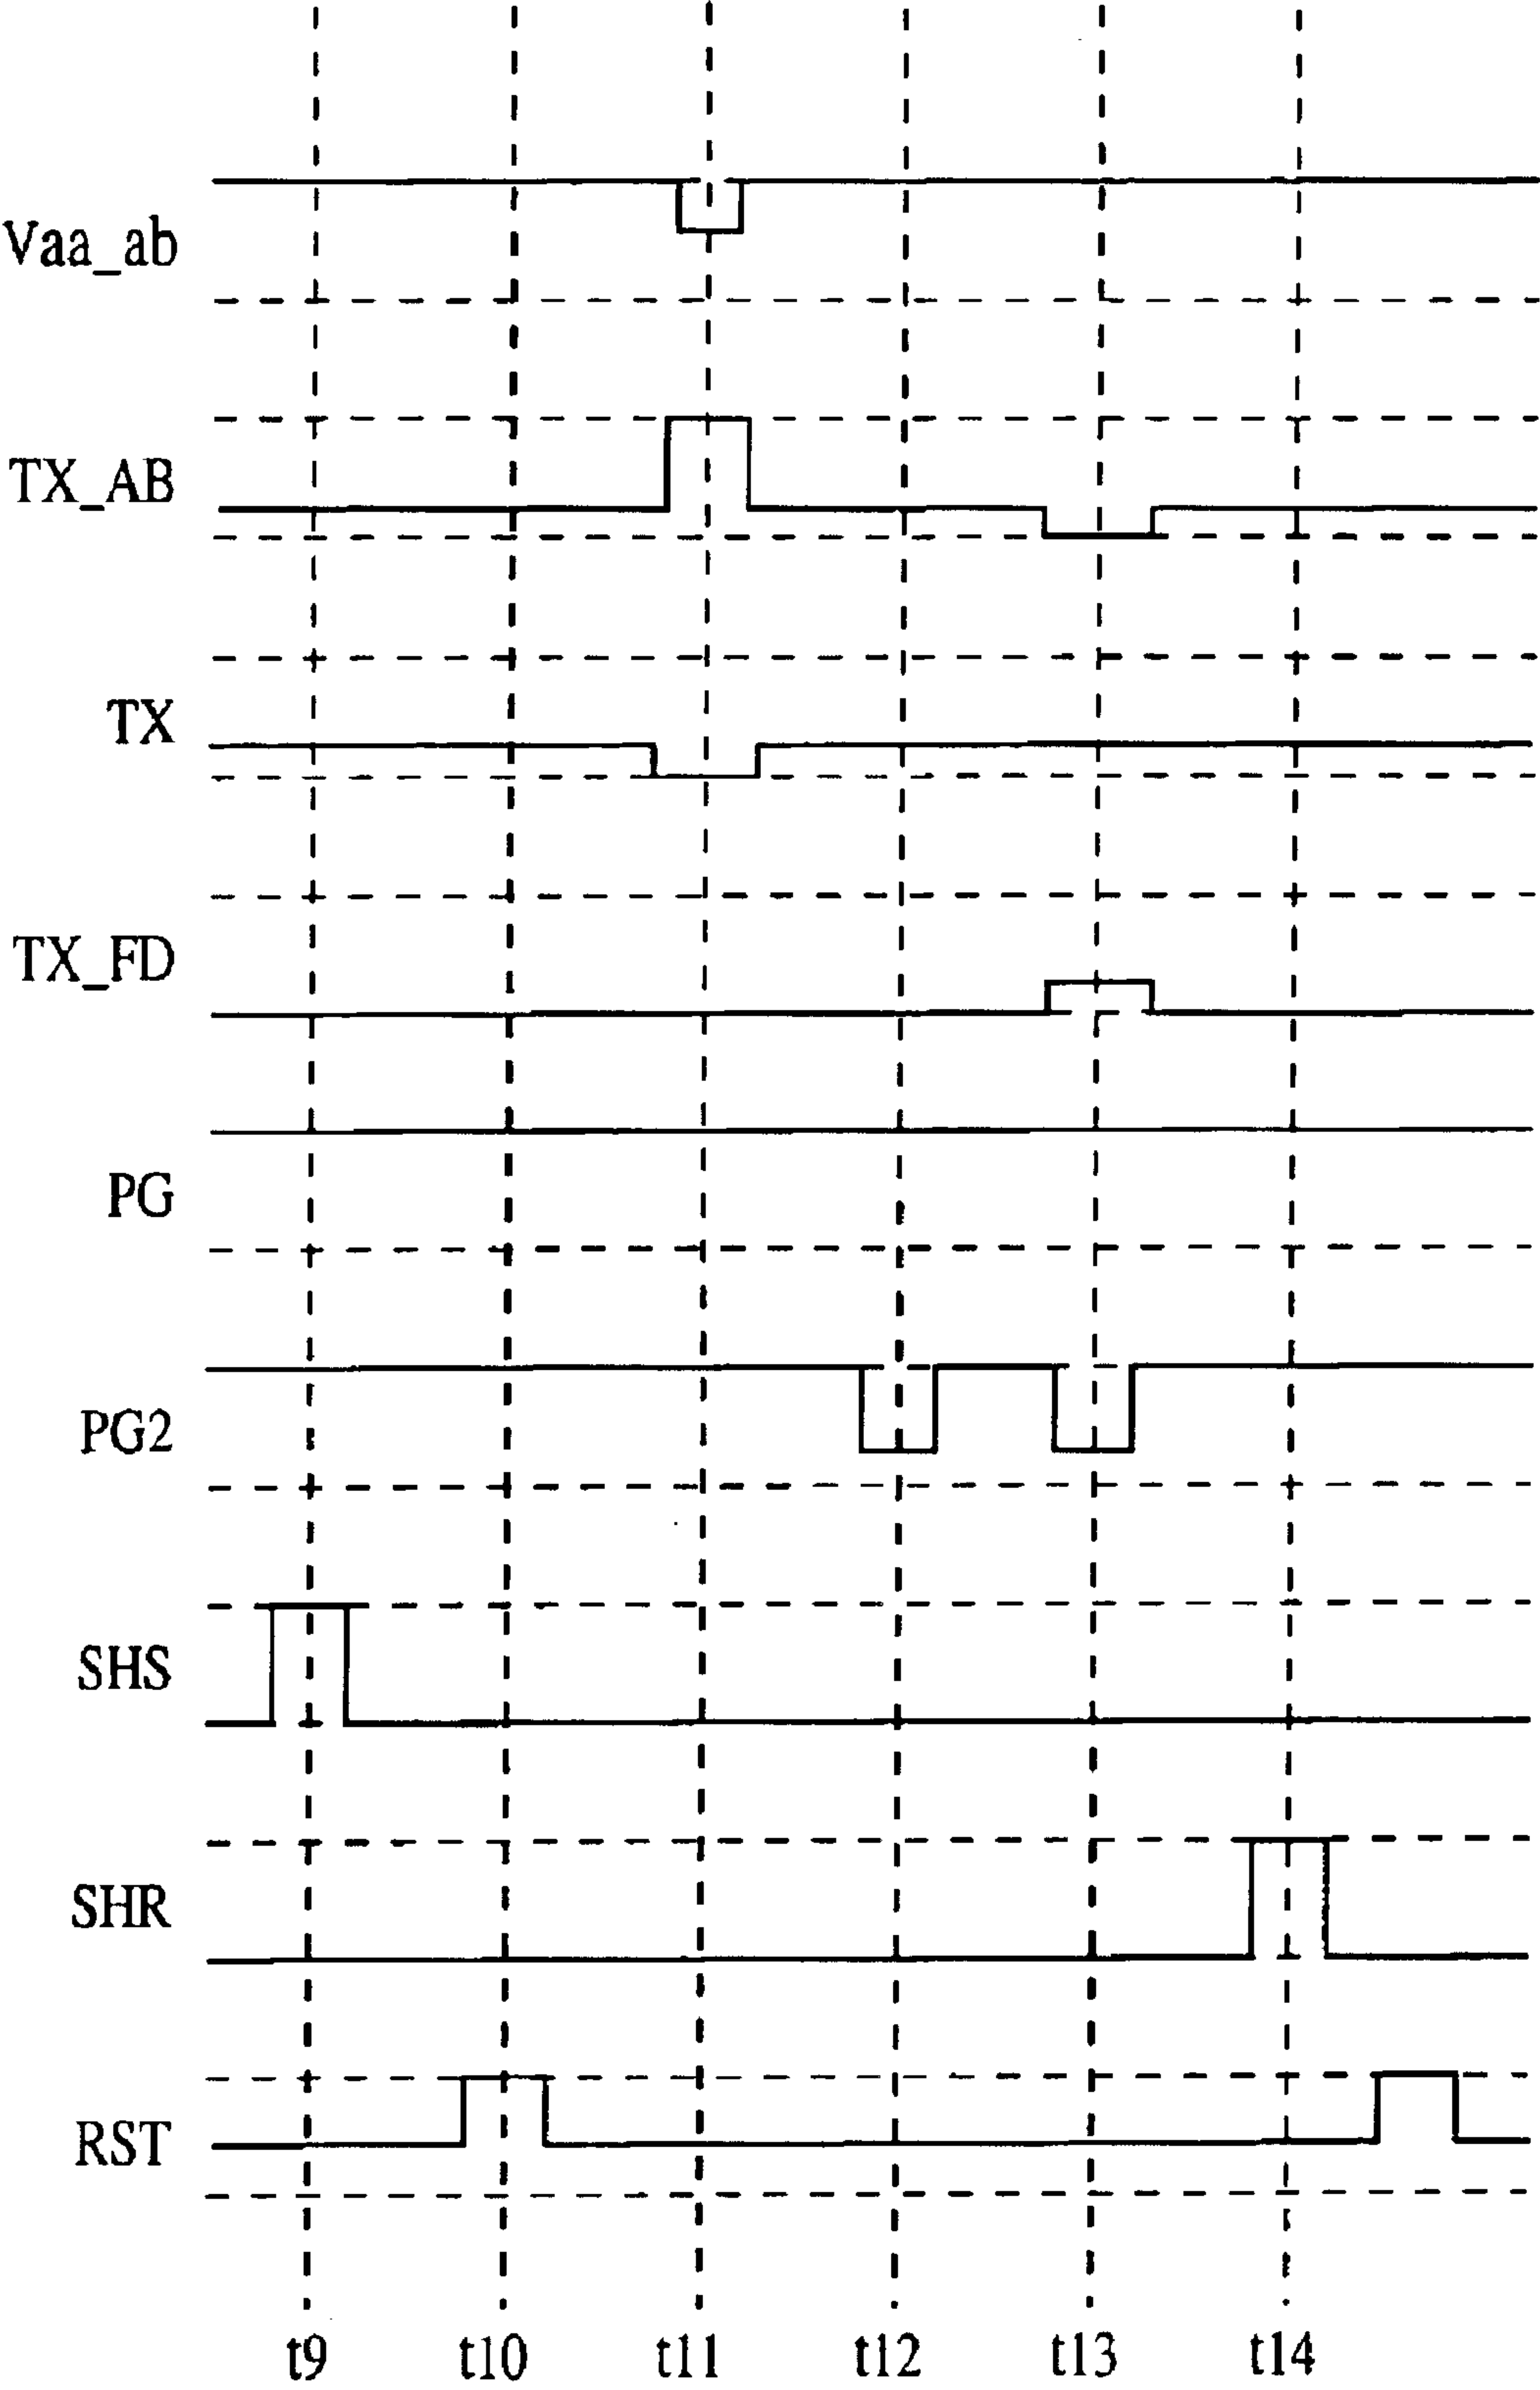 Vaa_ab
TX_AB
TX
TX_FD
PG
PG2
SHS
SHR
RST
t9 t10 t11 t12 t13 t14